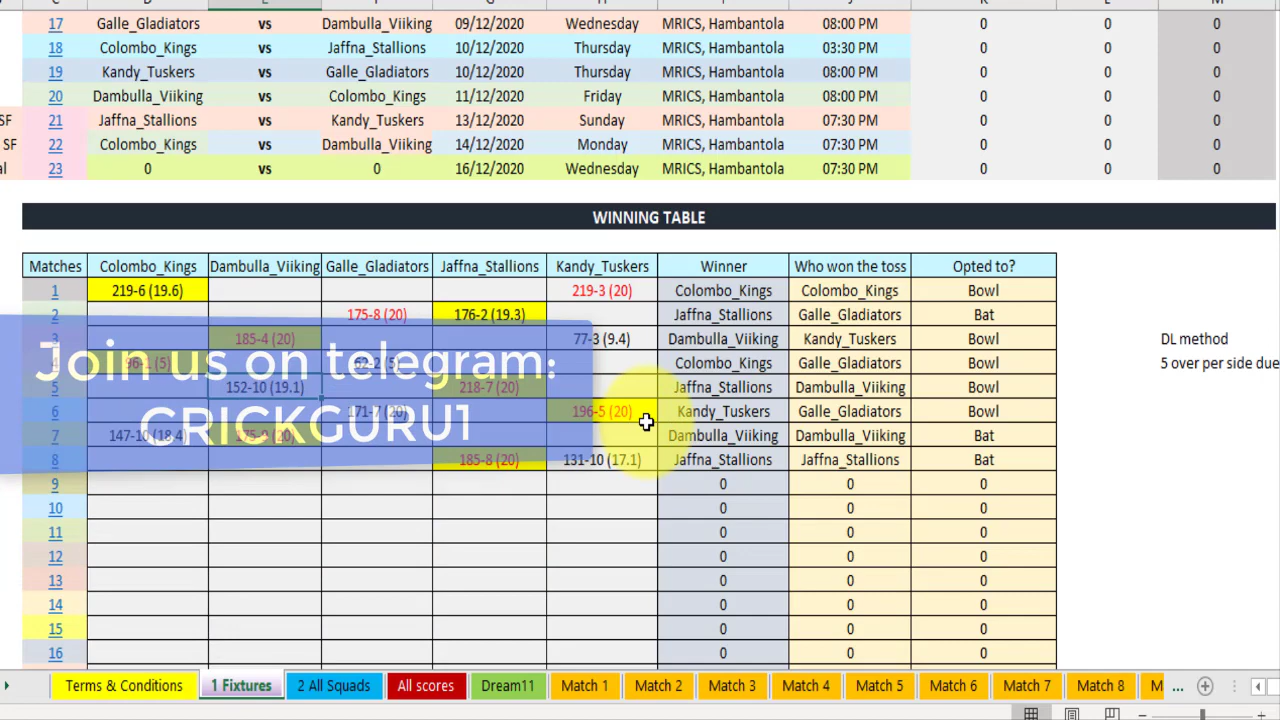 C D E F G H I J K L M
17 Galle_Gladiators vs Dambulla_Viiking 09/12/2020 Wednesday MRICS, Hambantola 08:00 PM 0 0 0
18 Colombo_Kings vs Jaffna_Stallions 10/12/2020 Thursday MRICS, Hambantola 03:30 PM 0 0 0
19 Kandy_Tuskers vs Galle_Gladiators 10/12/2020 Thursday MRICS, Hambantola 08:00 PM 0 0 0
20 Dambulla_Viiking vs Colombo_Kings 11/12/2020 Friday MRICS, Hambantola 08:00 PM 0 0 0
SF 21 Jaffna_Stallions vs Kandy_Tuskers 13/12/2020 Sunday MRICS, Hambantola 07:30 PM 0 0 0
SF 22 Colombo_Kings vs Dambulla_Viiking 14/12/2020 Monday MRICS, Hambantola 07:30 PM 0 0 0
al 23 0 vs 0 16/12/2020 Wednesday MRICS, Hambantola 07:30 PM 0 0 0
WINNING TABLE
Matches Colombo_Kings Dambulla_Viiking Galle_Gladiators Jaffna_Stallions Kandy_Tuskers Winner Who won the toss Opted to?
1 219-6 (19.6) 219-3 (20) Colombo_Kings Colombo_Kings Bowl
2 175-8 (20) 176-2 (19.3) Jaffna_Stallions Galle_Gladiators Bat
3 185-4 (20) 77-3 (9.4) Dambulla_Viiking Kandy_Tuskers Bowl DL method
4 96-1 (5) 62-2 (5) Colombo_Kings Galle_Gladiators Bowl 5 over per side due
5 152-10 (19.1) 218-7 (20) Jaffna_Stallions Dambulla_Viiking Bowl
6 171-7 (20) 196-5 (20) Kandy_Tuskers Galle_Gladiators Bowl
7 147-10 (18.4) (20) Dambulla_Viiking Dambulla_Viiking Bat
8 185-8 (20) 131-10 (17.1) Jaffna_Stallions Jaffna_Stallions Bat
9 0 0 0
10 0 0 0
11 0 0 0
12 0 0 0
13 0 0 0
14 0 0 0
15 0 0 0
16 0 0 0
Join us on telegram:
CRICKGURU1
Terms & Conditions 1 Fixtures 2 All Squads All scores Dream11 Match 1 Match 2 Match 3 Match 4 Match 5 Match 6 Match 7 Match 8 M ...